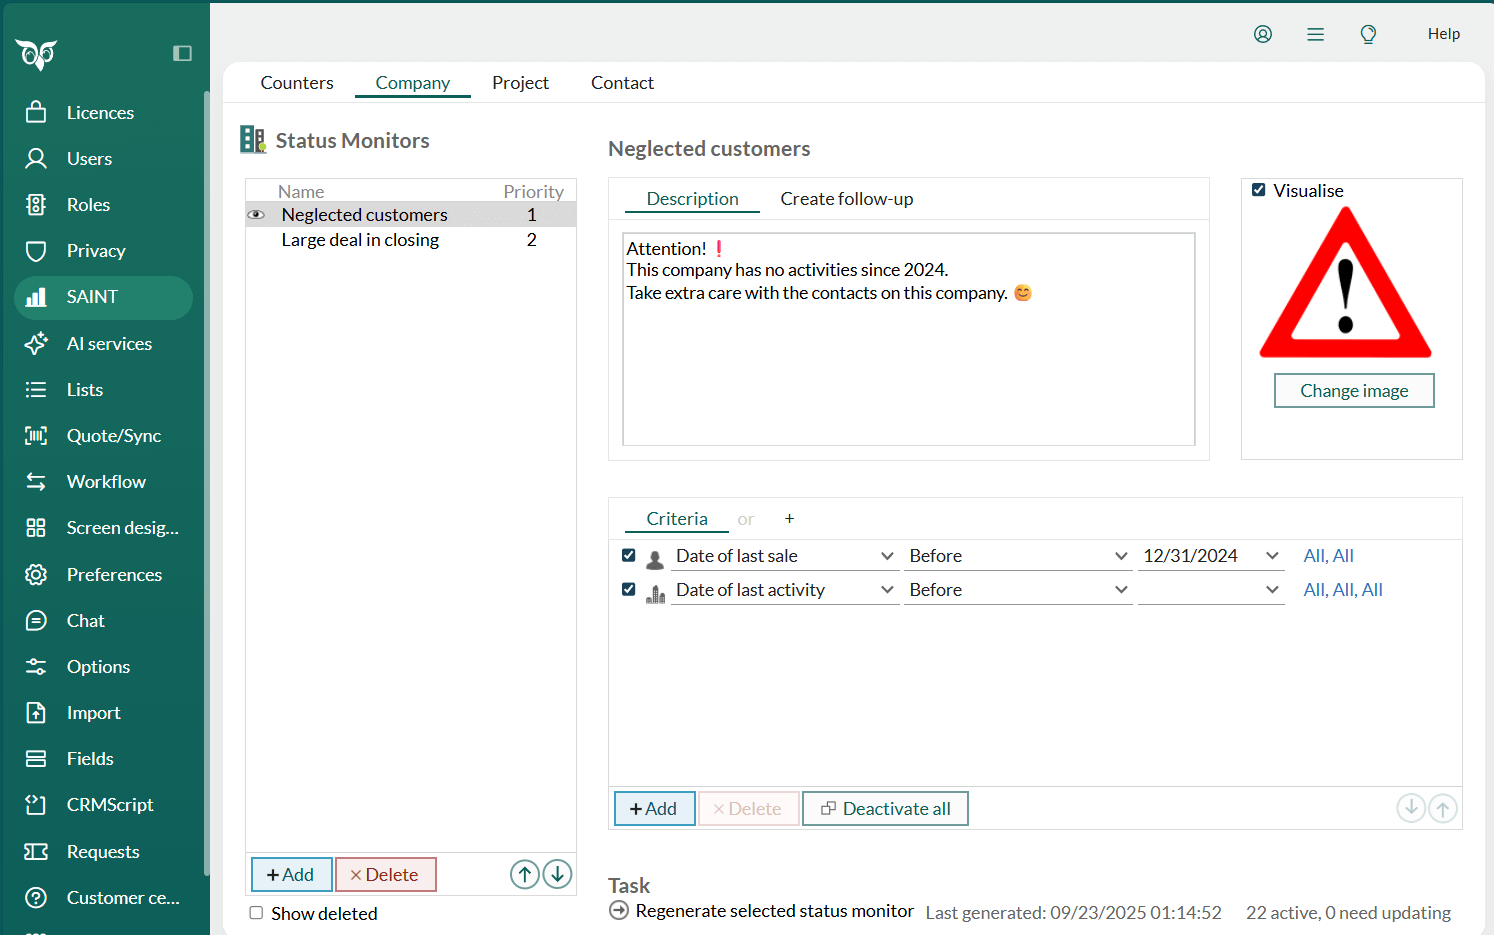 Help
Counters
Company
Project
Contact
Licences
Users
Roles
Privacy
SAINT
AI services
Lists
Quote/Sync
Workflow
Screen desig...
Preferences
Chat
Options
Import
Fields
CRMScript
Requests
Customer ce...
Status Monitors
Name Priority
Neglected customers 1
Large deal in closing 2
+ Add
× Delete
Show deleted
Neglected customers
Description
Create follow-up
Attention! ❗
This company has no activities since 2024.
Take extra care with the contacts on this company. 😊
Visualise
Change image
Criteria or +
Date of last sale Before 12/31/2024 All, All
Date of last activity Before All, All, All
+ Add
× Delete
Deactivate all
Task
Regenerate selected status monitor Last generated: 09/23/2025 01:14:52 22 active, 0 need updating